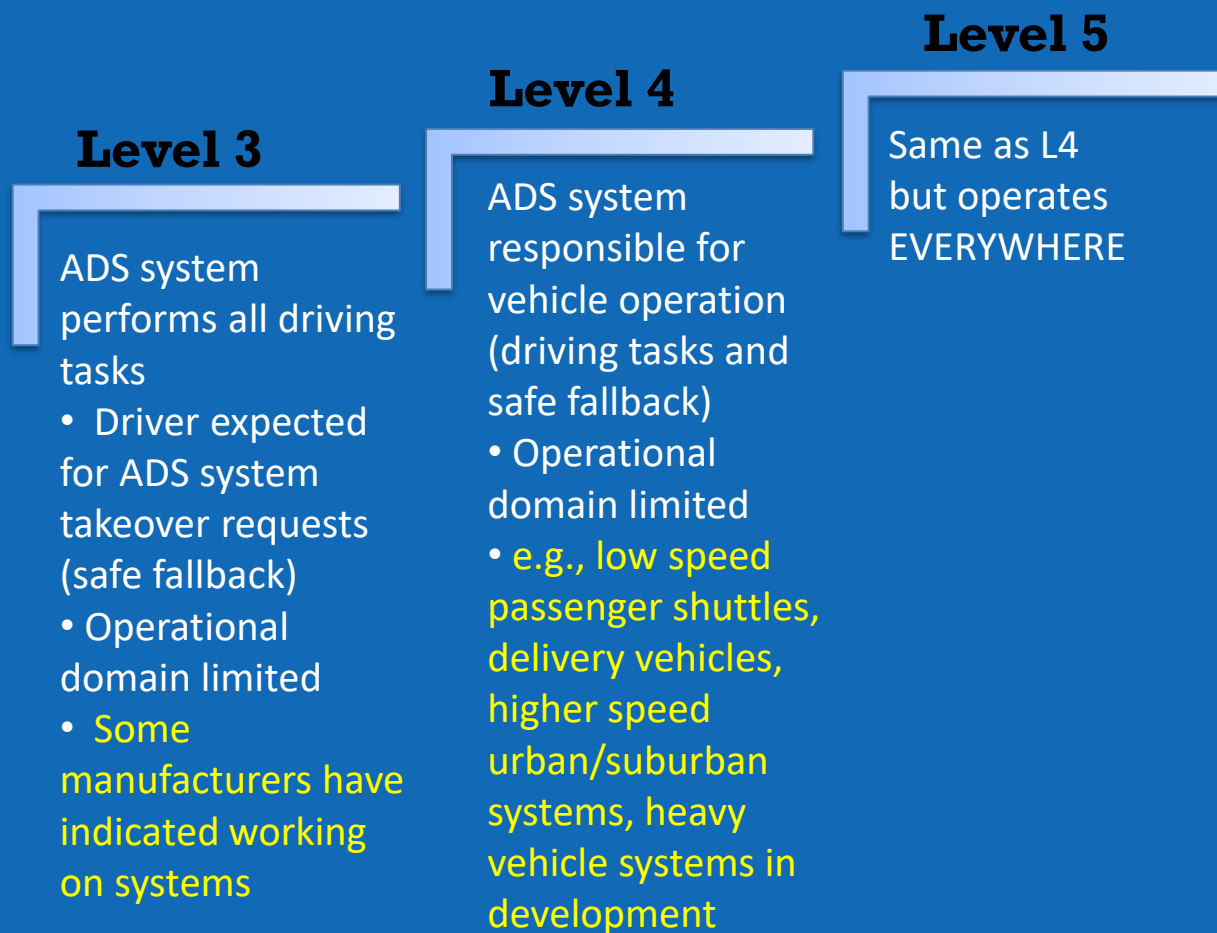 Level 3
ADS system
performs all driving
tasks
• Driver expected
for ADS system
takeover requests
(safe fallback)
• Operational
domain limited
• Some
manufacturers have
indicated working
on systems
Level 4
ADS system
responsible for
vehicle operation
(driving tasks and
safe fallback)
• Operational
domain limited
• e.g., low speed
passenger shuttles,
delivery vehicles,
higher speed
urban/suburban
systems, heavy
vehicle systems in
development
Level 5
Same as L4
but operates
EVERYWHERE